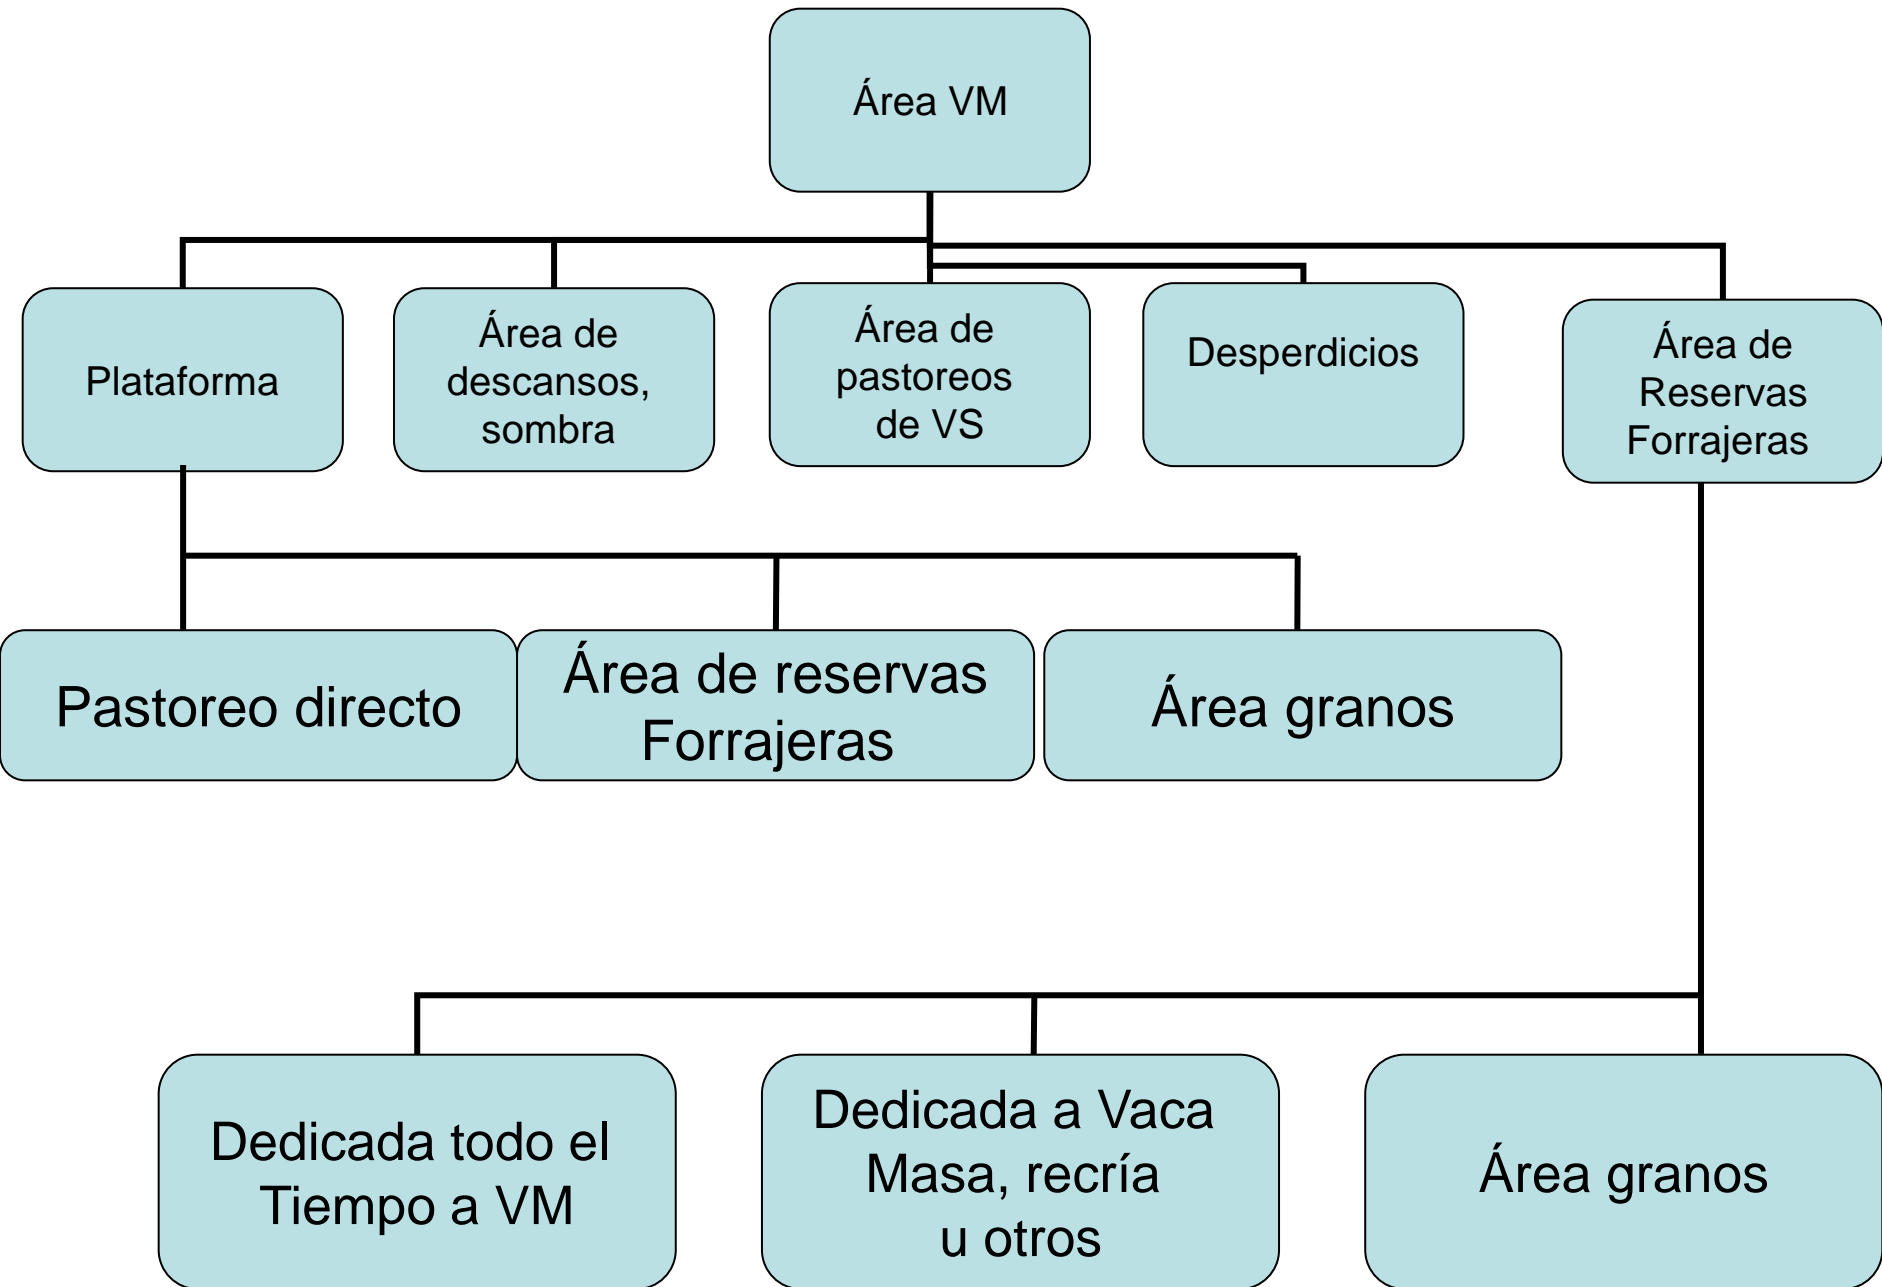 Área VM
Plataforma
Área de
descansos,
sombra
Área de
pastoreos
de VS
Desperdicios
Área de
Reservas
Forrajeras
Pastoreo directo
Área de reservas
Forrajeras
Área granos
Dedicada todo el
Tiempo a VM
Dedicada a Vaca
Masa, recría
u otros
Área granos